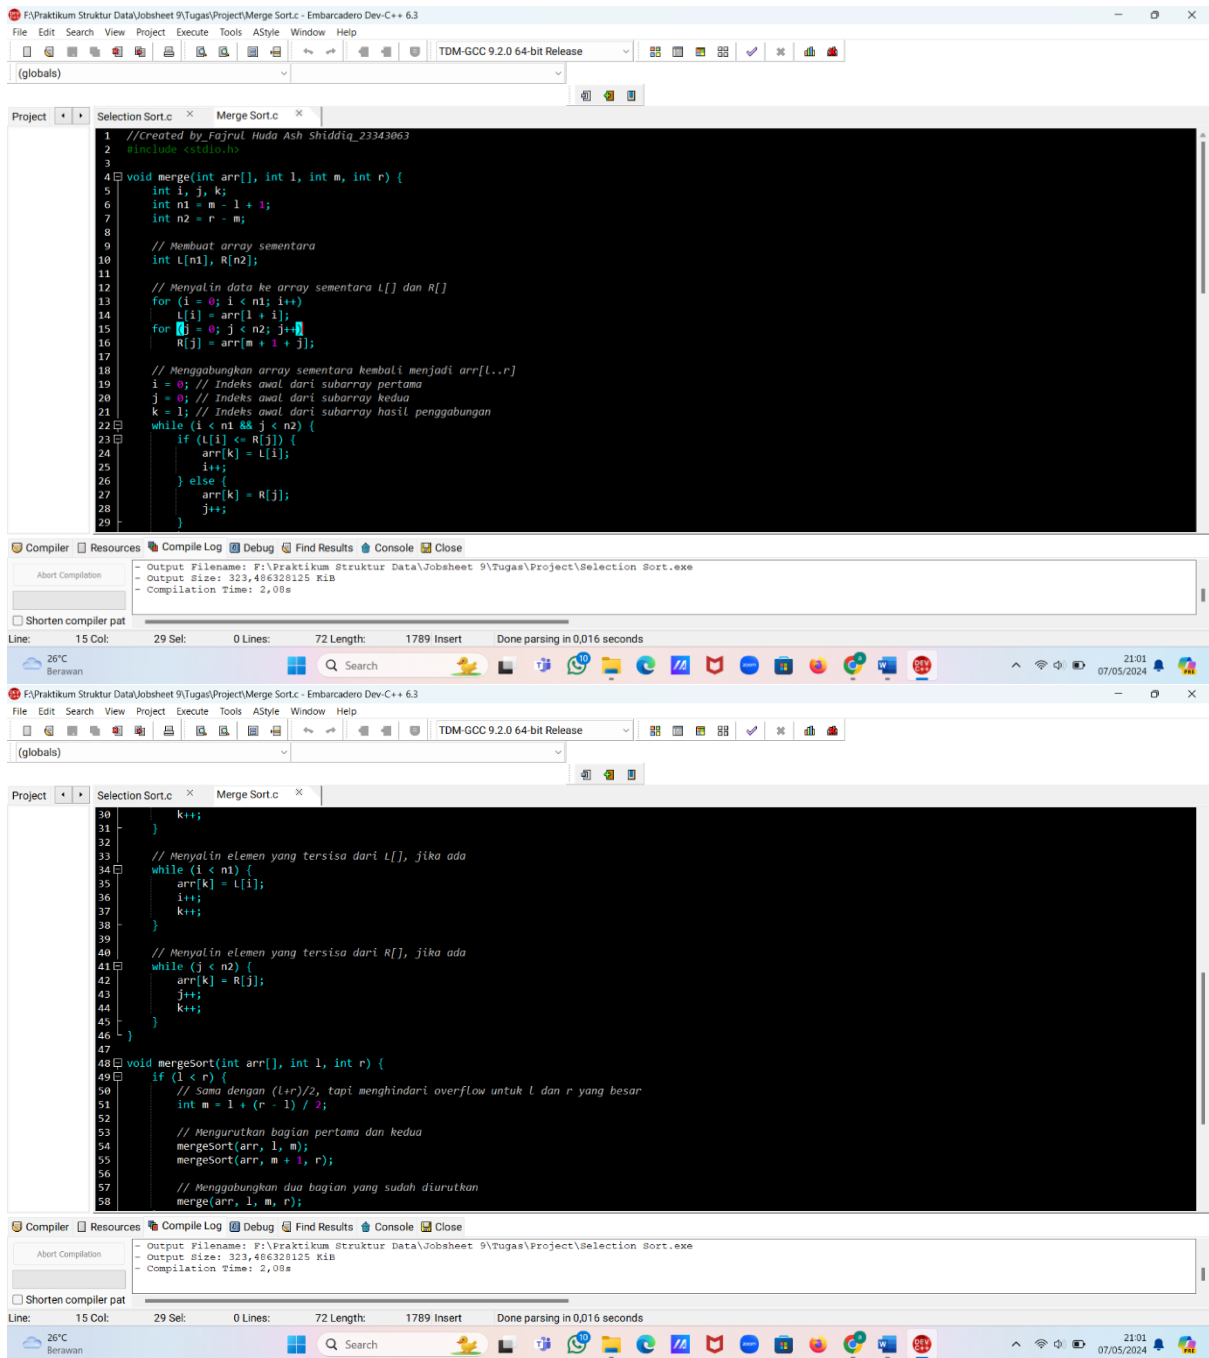 F:\Praktikum Struktur Data\Jobsheet 9\Tugas\Project\Merge Sort.c - Embarcadero Dev-C++ 6.3
File Edit Search View Project Execute Tools AStyle Window Help
TDM-GCC 9.2.0 64-bit Release
(globals)
Project Selection Sort.c Merge Sort.c
1 //Created by_Fajrul Huda Ash Shiddiq_23343063
2 #include <stdio.h>
3
4 void merge(int arr[], int l, int m, int r) {
5 int i, j, k;
6 int n1 = m - l + 1;
7 int n2 = r - m;
8
9 // Membuat array sementara
10 int L[n1], R[n2];
11
12 // Menyalin data ke array sementara L[] dan R[]
13 for (i = 0; i < n1; i++)
14 L[i] = arr[l + i];
15 for (j = 0; j < n2; j++)
16 R[j] = arr[m + 1 + j];
17
18 // Menggabungkan array sementara kembali menjadi arr[l..r]
19 i = 0; // Indeks awal dari subarray pertama
20 j = 0; // Indeks awal dari subarray kedua
21 k = l; // Indeks awal dari subarray hasil penggabungan
22 while (i < n1 && j < n2) {
23 if (L[i] <= R[j]) {
24 arr[k] = L[i];
25 i++;
26 } else {
27 arr[k] = R[j];
28 j++;
29 }
Compiler Resources Compile Log Debug Find Results Console Close
Abort Compilation
- Output Filename: F:\Praktikum Struktur Data\Jobsheet 9\Tugas\Project\Selection Sort.exe
- Output Size: 323,486328125 KiB
- Compilation Time: 2,08s
Shorten compiler pat
Line: 15 Col: 29 Sel: 0 Lines: 72 Length: 1789 Insert Done parsing in 0,016 seconds
26°C
Berawan
Search
10
zoom
DEV C++
21:01
07/05/2024
PRE
F:\Praktikum Struktur Data\Jobsheet 9\Tugas\Project\Merge Sort.c - Embarcadero Dev-C++ 6.3
File Edit Search View Project Execute Tools AStyle Window Help
TDM-GCC 9.2.0 64-bit Release
(globals)
Project Selection Sort.c Merge Sort.c
30 k++;
31 }
32
33 // Menyalin elemen yang tersisa dari L[], jika ada
34 while (i < n1) {
35 arr[k] = L[i];
36 i++;
37 k++;
38 }
39
40 // Menyalin elemen yang tersisa dari R[], jika ada
41 while (j < n2) {
42 arr[k] = R[j];
43 j++;
44 k++;
45 }
46 }
47
48 void mergeSort(int arr[], int l, int r) {
49 if (l < r) {
50 // Sama dengan (l+r)/2, tapi menghindari overflow untuk l dan r yang besar
51 int m = l + (r - l) / 2;
52
53 // Mengurutkan bagian pertama dan kedua
54 mergeSort(arr, l, m);
55 mergeSort(arr, m + 1, r);
56
57 // Menggabungkan dua bagian yang sudah diurutkan
58 merge(arr, l, m, r);
Compiler Resources Compile Log Debug Find Results Console Close
Abort Compilation
- Output Filename: F:\Praktikum Struktur Data\Jobsheet 9\Tugas\Project\Selection Sort.exe
- Output Size: 323,486328125 KiB
- Compilation Time: 2,08s
Shorten compiler pat
Line: 15 Col: 29 Sel: 0 Lines: 72 Length: 1789 Insert Done parsing in 0,016 seconds
26°C
Berawan
Search
10
zoom
DEV C++
21:01
07/05/2024
PRE